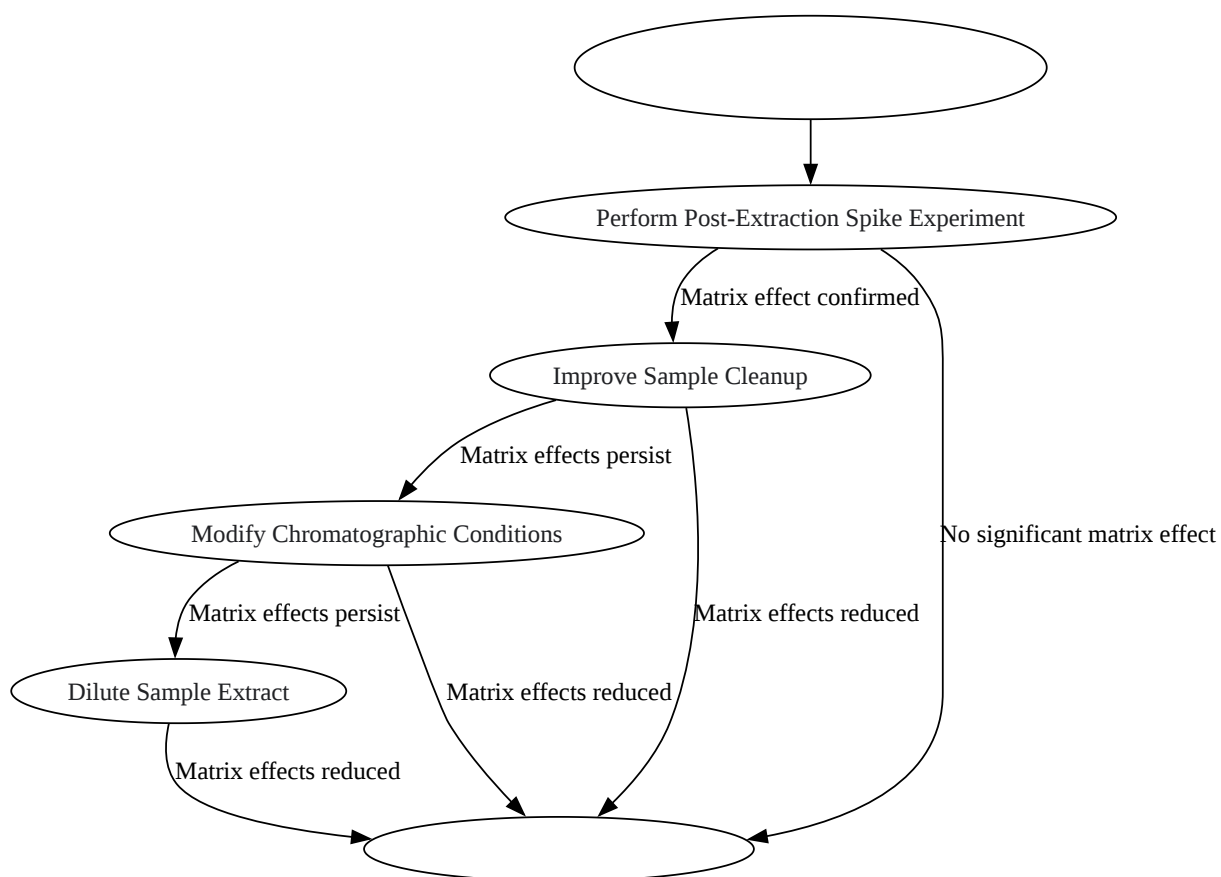 Perform Post-Extraction Spike Experiment
Matrix effect confirmed
Improve Sample Cleanup
Matrix effects persist
Modify Chromatographic Conditions
No significant matrix effect
Matrix effects persist
Matrix effects reduced
Dilute Sample Extract
Matrix effects reduced
Matrix effects reduced